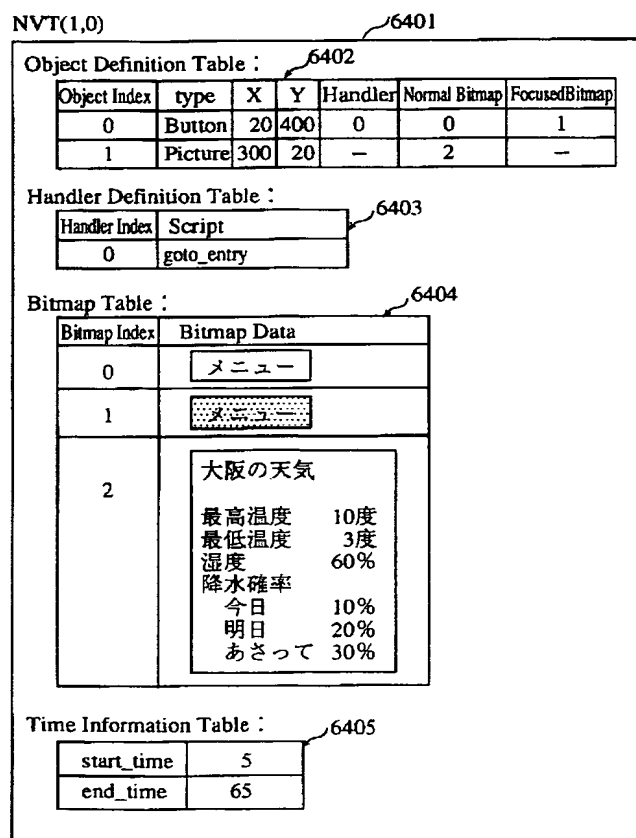 NVT(1,0)
6401
Object Definition Table :
6402
Object Index type X Y Handler Normal Bitmap FocusedBitmap
0 Button 20 400 0 0 1
1 Picture 300 20 — 2 —
Handler Definition Table :
6403
Handler Index Script
0 goto_entry
Bitmap Table :
6404
Bitmap Index Bitmap Data
0 メニュー
1 メニュー
2
大阪の天気
最高温度 10度
最低温度 3度
湿度 60%
降水確率
今日 10%
明日 20%
あさって 30%
Time Information Table :
6405
start_time 5
end_time 65